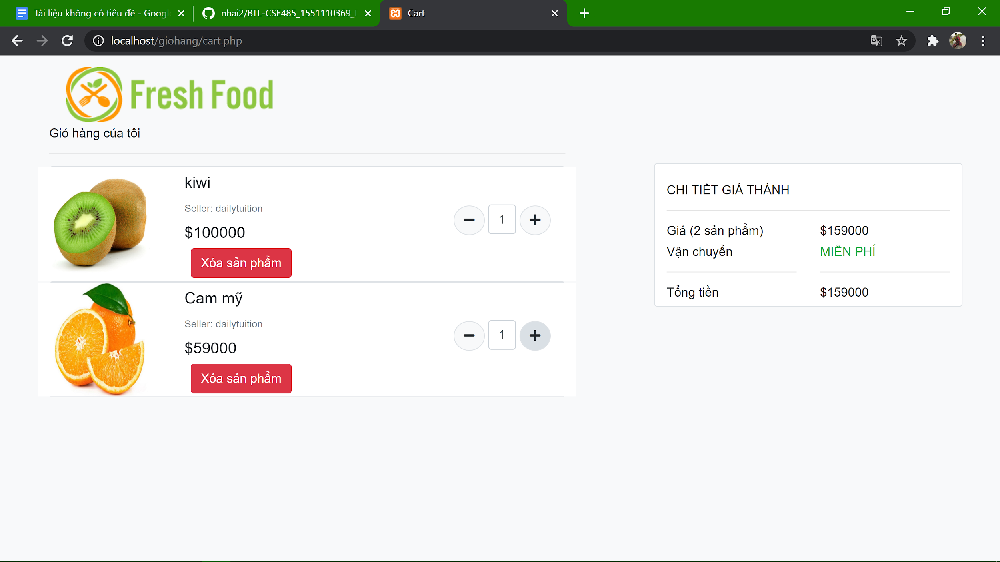 Tài liệu không có tiêu đề - Google
nhai2/BTL-CSE485_1551110369_
Cart
localhost/giohang/cart.php
Fresh Food
Giỏ hàng của tôi
kiwi
Seller: dailytuition
$100000
1
Xóa sản phẩm
Cam mỹ
Seller: dailytuition
$59000
1
Xóa sản phẩm
CHI TIẾT GIÁ THÀNH
Giá (2 sản phẩm) $159000
Vận chuyển MIỄN PHÍ
Tổng tiền $159000